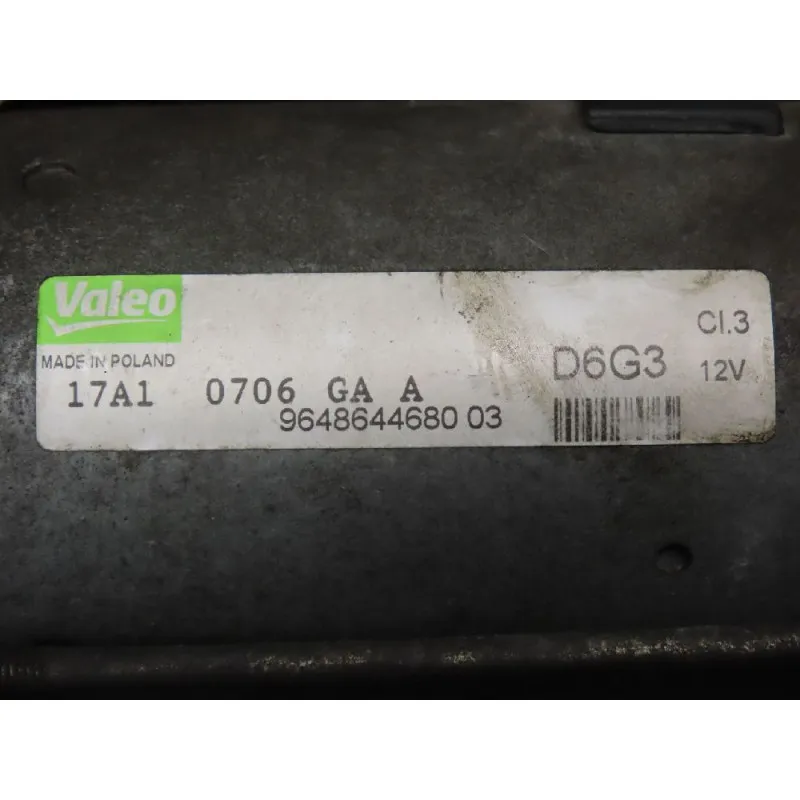 Valeo
MADE IN POLAND
17A1 0706 GA A
9648644680 03
D6G3
Cl.3
12V